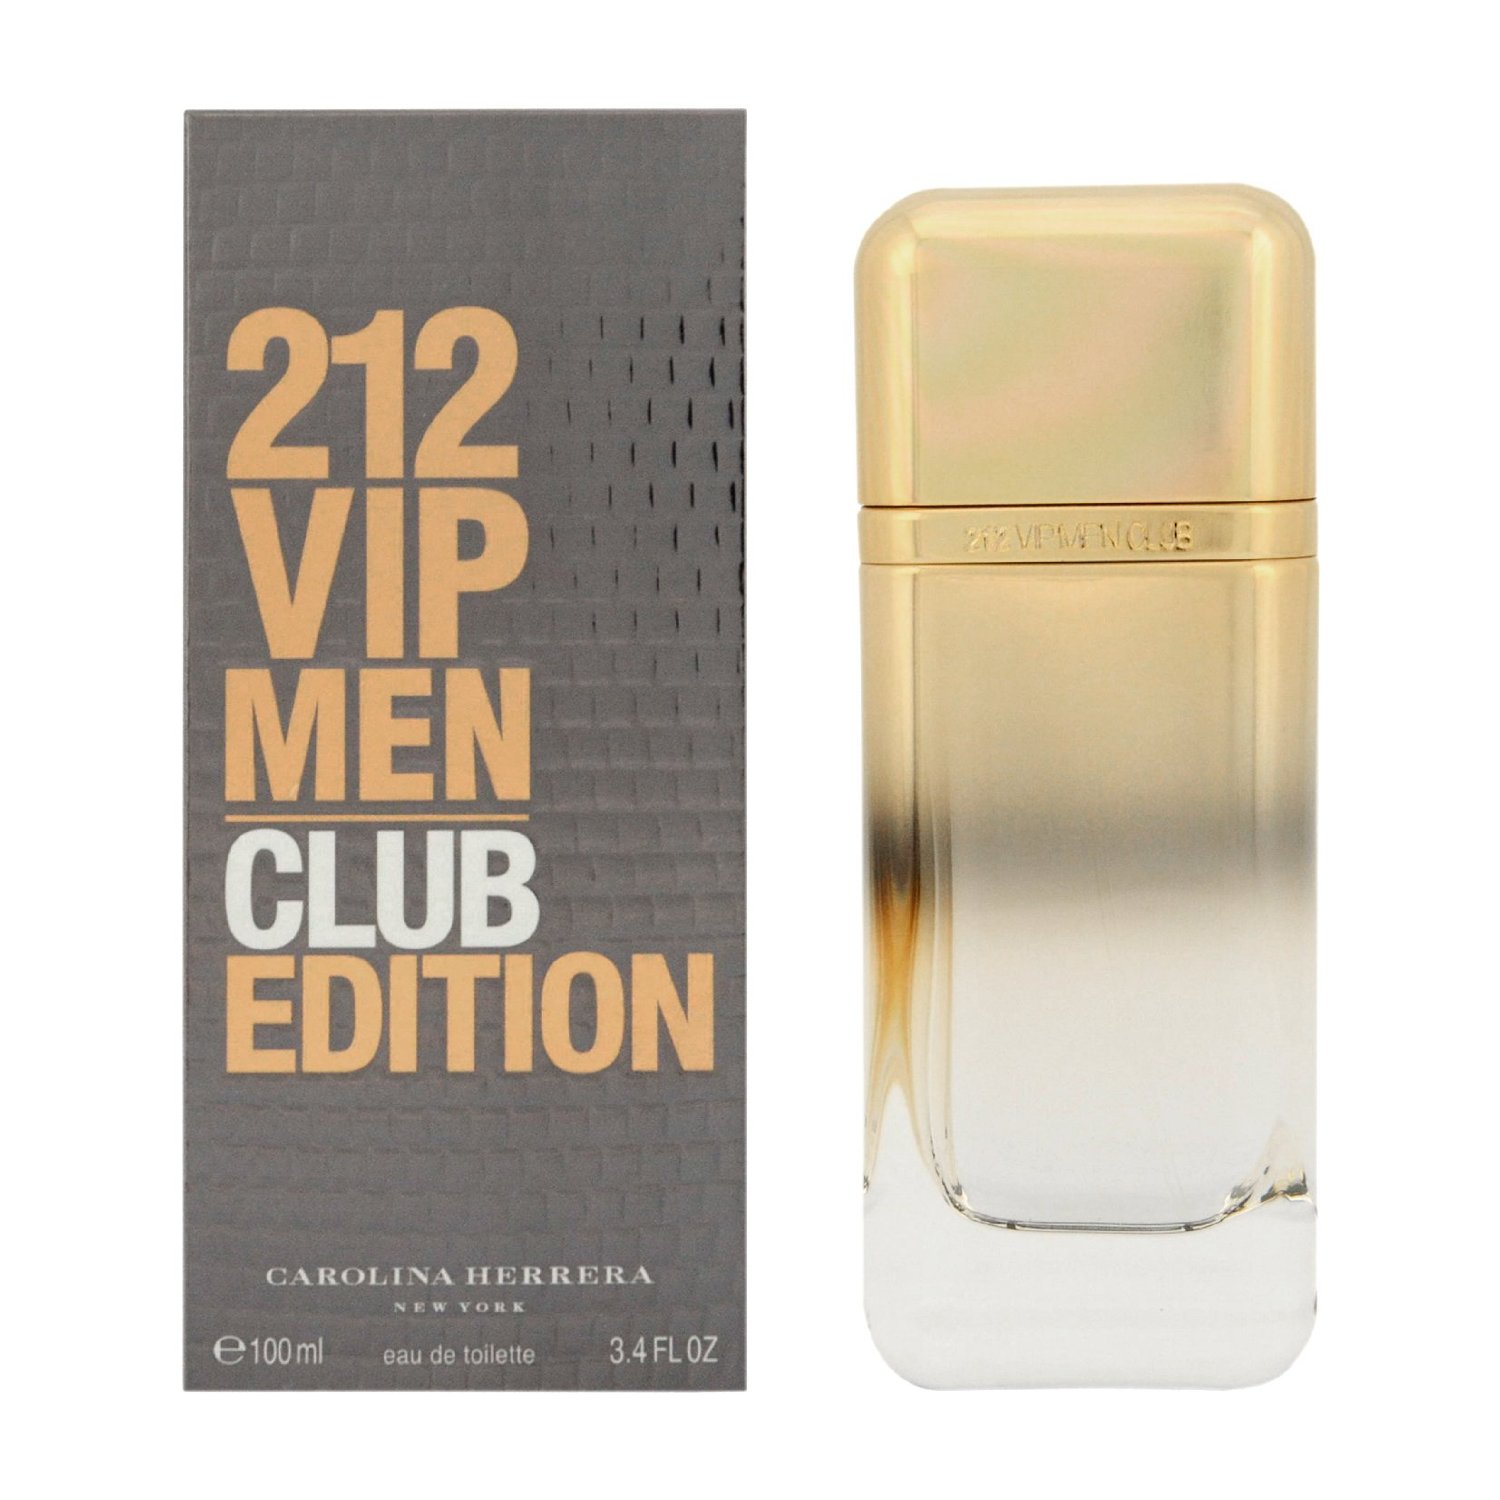 212
VIP
MEN
CLUB
EDITION
CAROLINA HERRERA
NEW YORK
℮100ml eau de toilette 3.4 FL OZ
212 VIP MEN CLUB